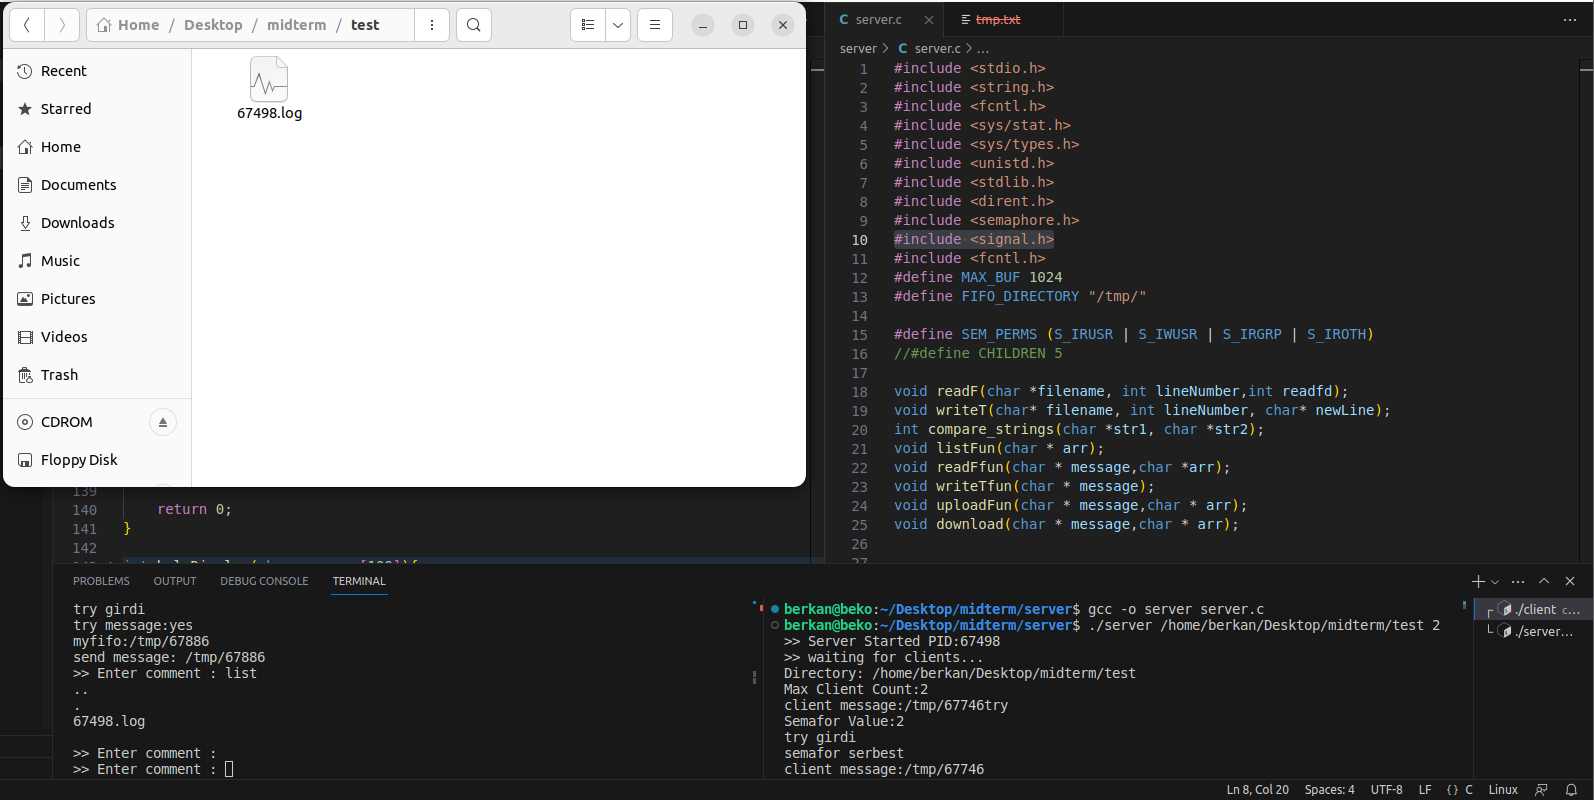 Home / Desktop / midterm / test
Recent
Starred
Home
Documents
Downloads
Music
Pictures
Videos
Trash
CDROM
Floppy Disk
67498.log
139
140 return 0;
141 }
142
server.c
tmp.txt
server > C server.c > ...
1 #include <stdio.h>
2 #include <string.h>
3 #include <fcntl.h>
4 #include <sys/stat.h>
5 #include <sys/types.h>
6 #include <unistd.h>
7 #include <stdlib.h>
8 #include <dirent.h>
9 #include <semaphore.h>
10 #include <signal.h>
11 #include <fcntl.h>
12 #define MAX_BUF 1024
13 #define FIFO_DIRECTORY "/tmp/"
14
15 #define SEM_PERMS (S_IRUSR | S_IWUSR | S_IRGRP | S_IROTH)
16 //#define CHILDREN 5
17
18 void readF(char *filename, int lineNumber,int readfd);
19 void writeT(char* filename, int lineNumber, char* newLine);
20 int compare_strings(char *str1, char *str2);
21 void listFun(char * arr);
22 void readFfun(char * message,char *arr);
23 void writeTfun(char * message);
24 void uploadFun(char * message,char * arr);
25 void download(char * message,char * arr);
26
PROBLEMS OUTPUT DEBUG CONSOLE TERMINAL
try girdi
try message:yes
myfifo:/tmp/67886
send message: /tmp/67886
>> Enter comment : list
..
.
67498.log
>> Enter comment :
>> Enter comment :
berkan@beko:~/Desktop/midterm/server$ gcc -o server server.c
berkan@beko:~/Desktop/midterm/server$ ./server /home/berkan/Desktop/midterm/test 2
>> Server Started PID:67498
>> waiting for clients...
Directory: /home/berkan/Desktop/midterm/test
Max Client Count:2
client message:/tmp/67746try
Semafor Value:2
try girdi
semafor serbest
client message:/tmp/67746
./client c...
./server...
Ln 8, Col 20 Spaces: 4 UTF-8 LF {} C Linux